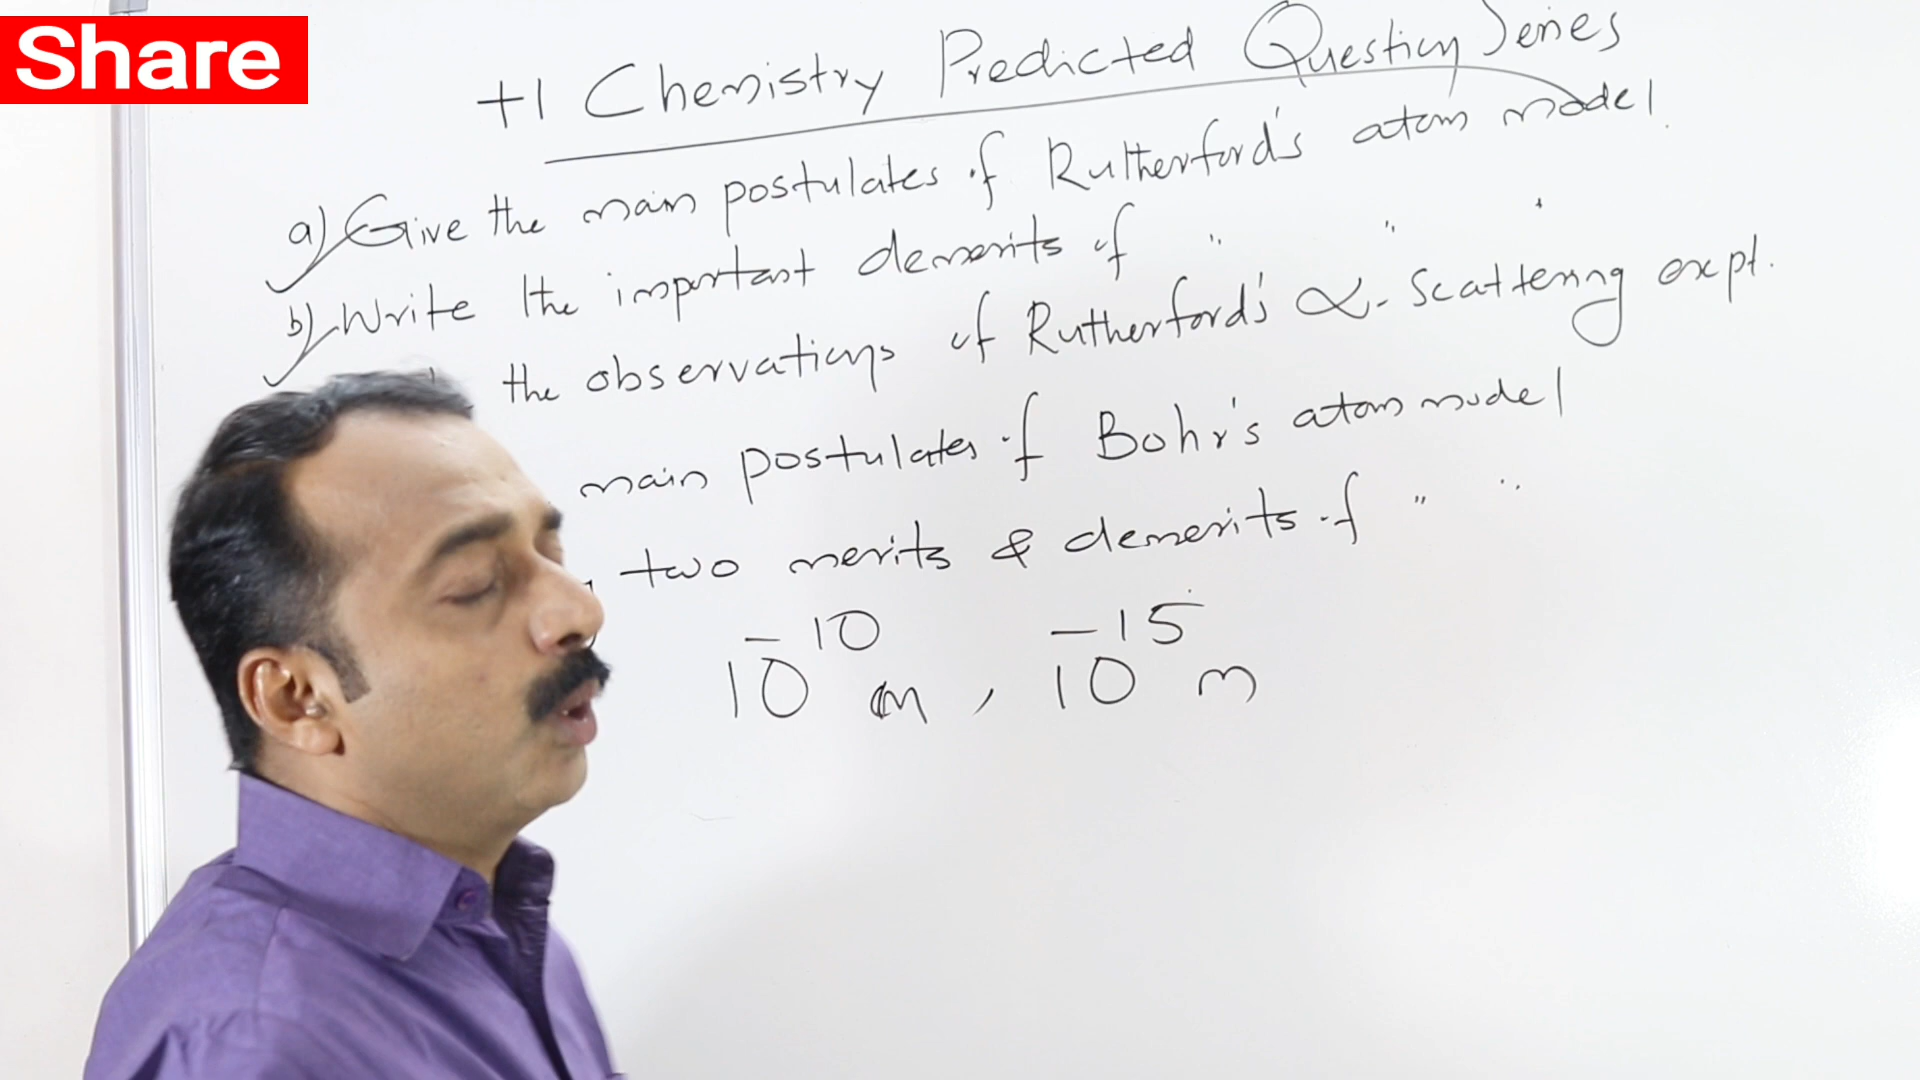 Share
+1 Chemistry Predicted Question Series
a) Give the main postulates of Rutherford's atom model.
b) Write the important demerits of " "
the observations of Rutherford's α-scattering expt.
main postulates of Bohr's atom model
two merits & demerits of " "
10⁻¹⁰ m, 10⁻¹⁵ m